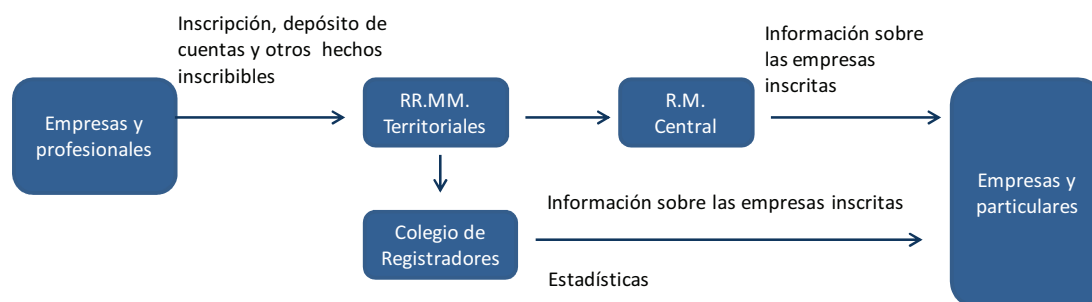 Inscripción, depósito de
cuentas y otros hechos
inscribibles
Información sobre
las empresas
inscritas
Empresas y
profesionales
RR.MM.
Territoriales
R.M.
Central
Empresas y
particulares
Información sobre las empresas inscritas
Colegio de
Registradores
Estadísticas